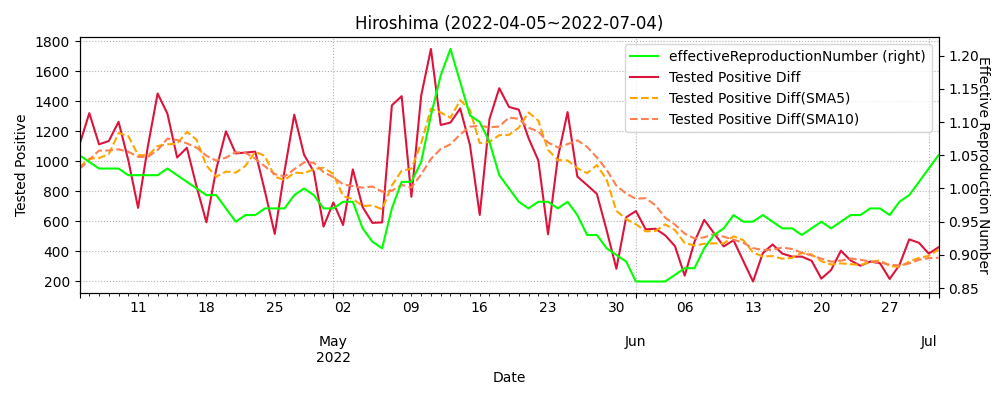 Hiroshima (2022-04-05~2022-07-04)
effectiveReproductionNumber (right)
Tested Positive Diff
Tested Positive Diff(SMA5)
Tested Positive Diff(SMA10)
Tested Positive
1800
1600
1400
1200
1000
800
600
400
200
1.20
1.15
1.10
1.05
1.00
0.95
0.90
0.85
Effective Reproduction Number
11 18 25 02 09 16 23 30 06 13 20 27
May Jun Jul
2022
Date